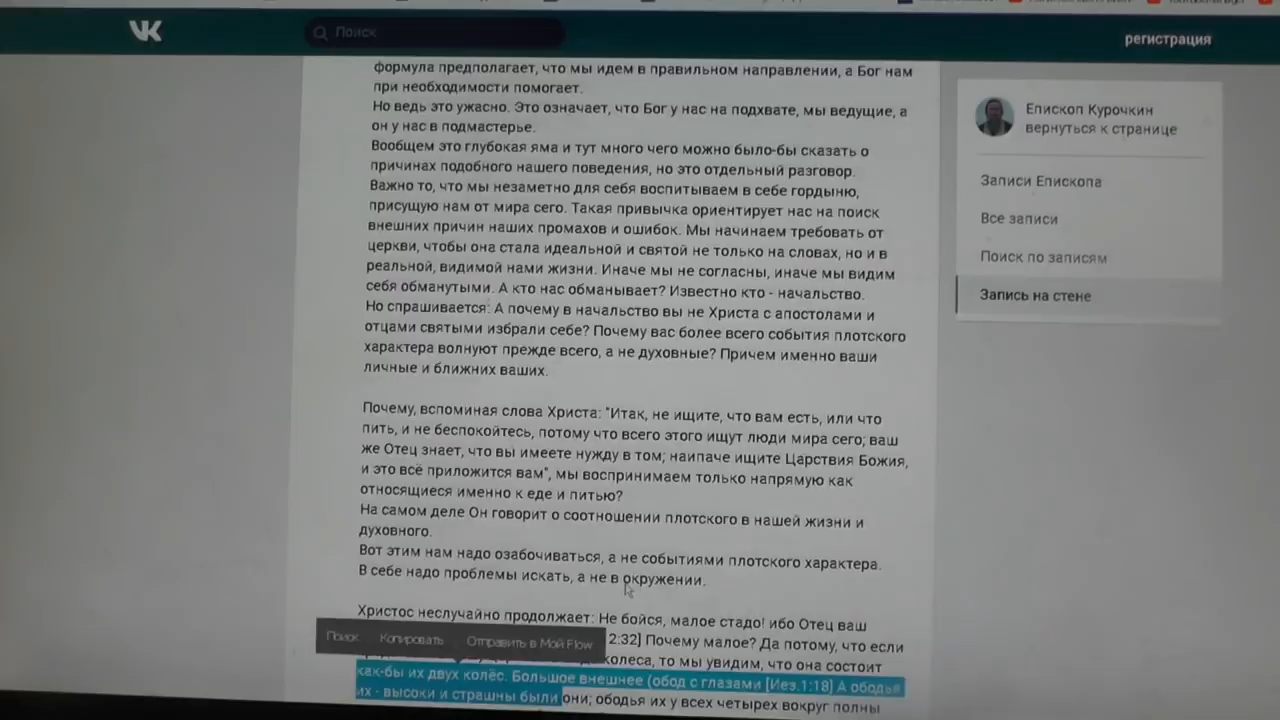 Поиск
регистрация
формула предполагает, что мы идем в правильном направлении, а Бог нам
при необходимости помогает.
Но ведь это ужасно. Это означает, что Бог у нас на подхвате, мы ведущие, а
он у нас в подмастерье.
Вообщем это глубокая яма и тут много чего можно было-бы сказать о
причинах подобного нашего поведения, но это отдельный разговор.
Важно то, что мы незаметно для себя воспитываем в себе гордыню,
присущую нам от мира сего. Такая привычка ориентирует нас на поиск
внешних причин наших промахов и ошибок. Мы начинаем требовать от
церкви, чтобы она стала идеальной и святой не только на словах, но и в
реальной, видимой нами жизни. Иначе мы не согласны, иначе мы видим
себя обманутыми. А кто нас обманывает? Известно кто - начальство.
Но спрашивается: А почему в начальство вы не Христа с апостолами и
отцами святыми избрали себе? Почему вас более всего события плотского
характера волнуют прежде всего, а не духовные? Причем именно ваши
личные и ближних ваших.
Почему, вспоминая слова Христа: "Итак, не ищите, что вам есть, или что
пить, и не беспокойтесь, потому что всего этого ищут люди мира сего; ваш
же Отец знает, что вы имеете нужду в том; наипаче ищите Царствия Божия,
и это всё приложится вам", мы воспринимаем только напрямую как
относящиеся именно к еде и питью?
На самом деле Он говорит о соотношении плотского в нашей жизни и
духовного.
Вот этим нам надо озабочиваться, а не событиями плотского характера.
В себе надо проблемы искать, а не в окружении.
Христос неслучайно продолжает: Не бойся, малое стадо! ибо Отец ваш
2:32] Почему малое? Да потому, что если
колеса, то мы увидим, что она состоит
как-бы их двух колёс. Большое внешнее (обод с глазами [Иез.1:18] А ободья
их - высоки и страшны были они; ободья их у всех четырех вокруг полны
Поиск Копировать Отправить в Мой Flow
Епископ Курочкин
вернуться к странице
Записи Епископа
Все записи
Поиск по записям
Запись на стене